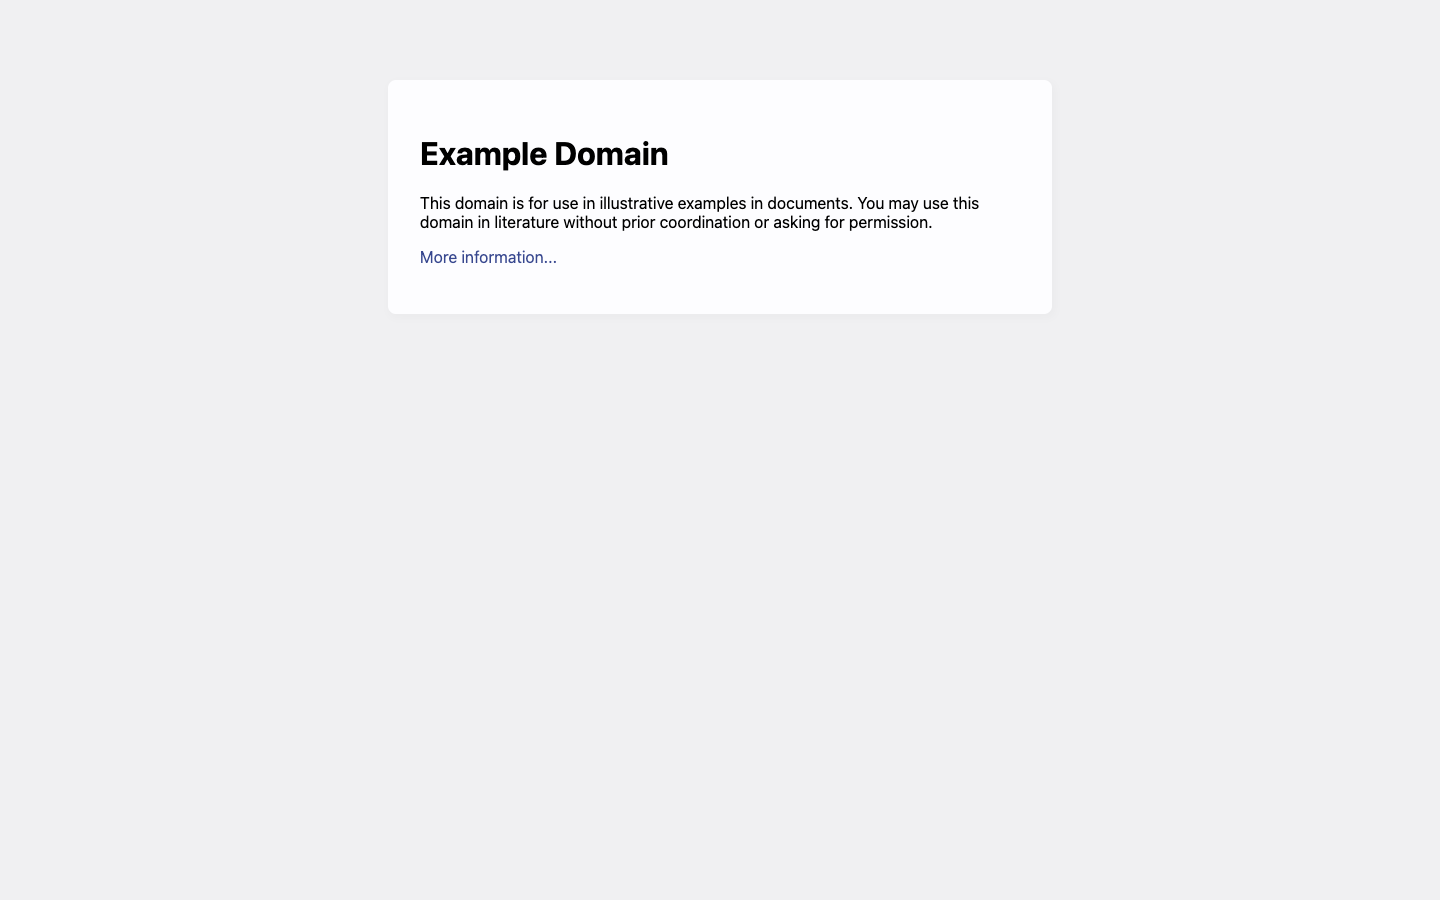 Example Domain
This domain is for use in illustrative examples in documents. You may use this
domain in literature without prior coordination or asking for permission.
More information...